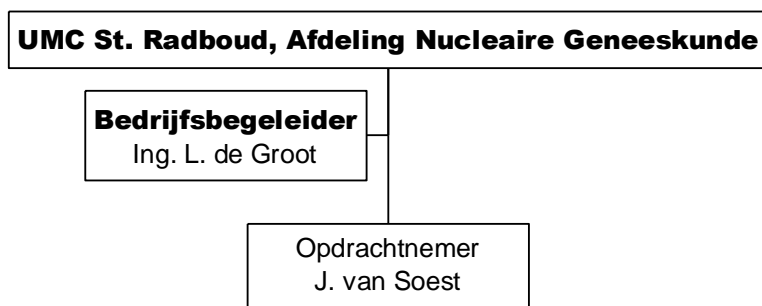 UMC St. Radboud, Afdeling Nucleaire Geneeskunde
Bedrijfsbegeleider
Ing. L. de Groot
Opdrachtnemer
J. van Soest